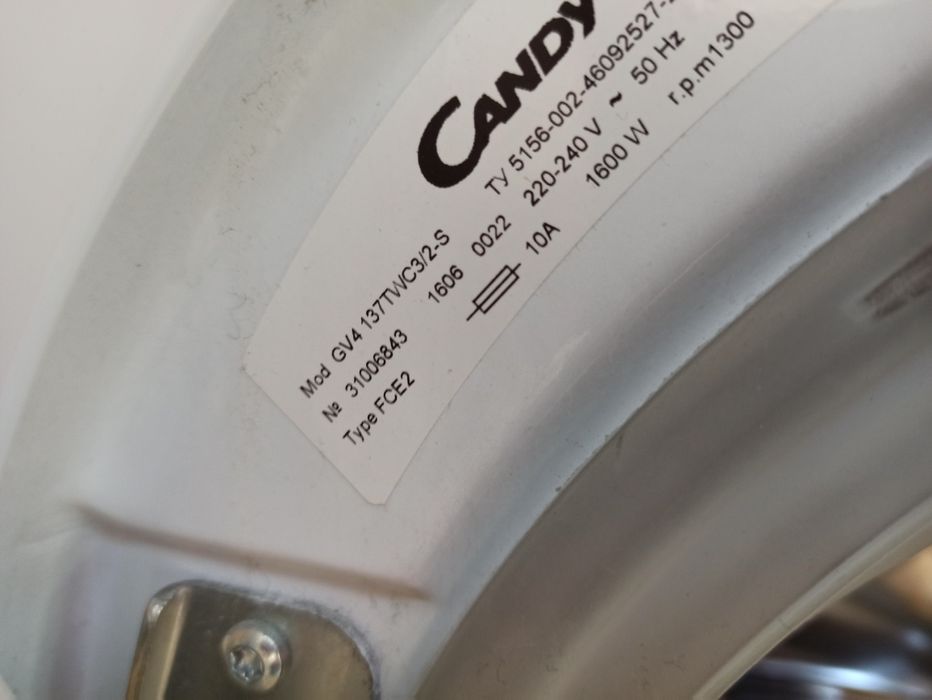 CANDY
ТУ 5156-002-46092527-
Mod GV4 137TWC3/2-S
№ 31006843 1606 0022 220-240 V ~ 50 Hz
Type FCE2 10A 1600 W r.p.m1300